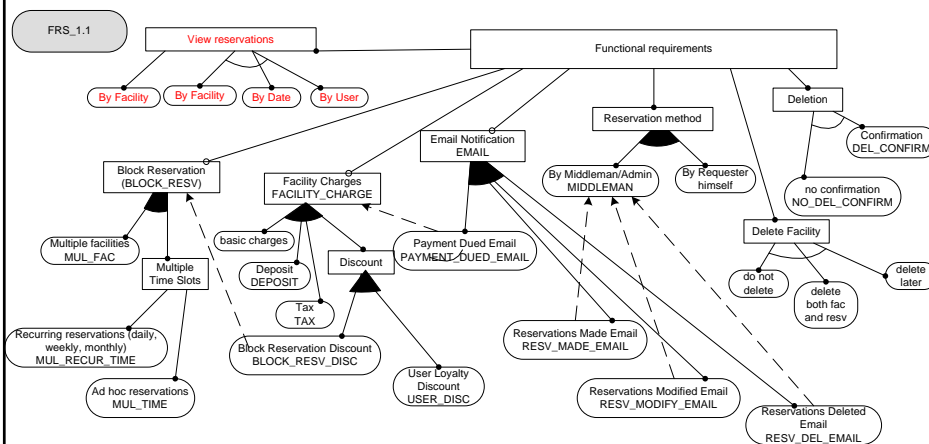 FRS_1.1
View reservations
Functional requirements
By Facility
By Facility
By Date
By User
Deletion
Reservation method
Confirmation
DEL_CONFIRM
Email Notification
EMAIL
Block Reservation
(BLOCK_RESV)
Facility Charges
FACILITY_CHARGE
By Middleman/Admin
MIDDLEMAN
By Requester
himself
no confirmation
NO_DEL_CONFIRM
Delete Facility
basic charges
Payment Dued Email
PAYMENT_DUED_EMAIL
Multiple facilities
MUL_FAC
Multiple
Time Slots
Deposit
DEPOSIT
Discount
do not
delete
delete
both fac
and resv
delete
later
Tax
TAX
Recurring reservations (daily,
weekly, monthly)
MUL_RECUR_TIME
Block Reservation Discount
BLOCK_RESV_DISC
Reservations Made Email
RESV_MADE_EMAIL
Ad hoc reservations
MUL_TIME
User Loyalty
Discount
USER_DISC
Reservations Modified Email
RESV_MODIFY_EMAIL
Reservations Deleted
Email
RESV_DEL_EMAIL